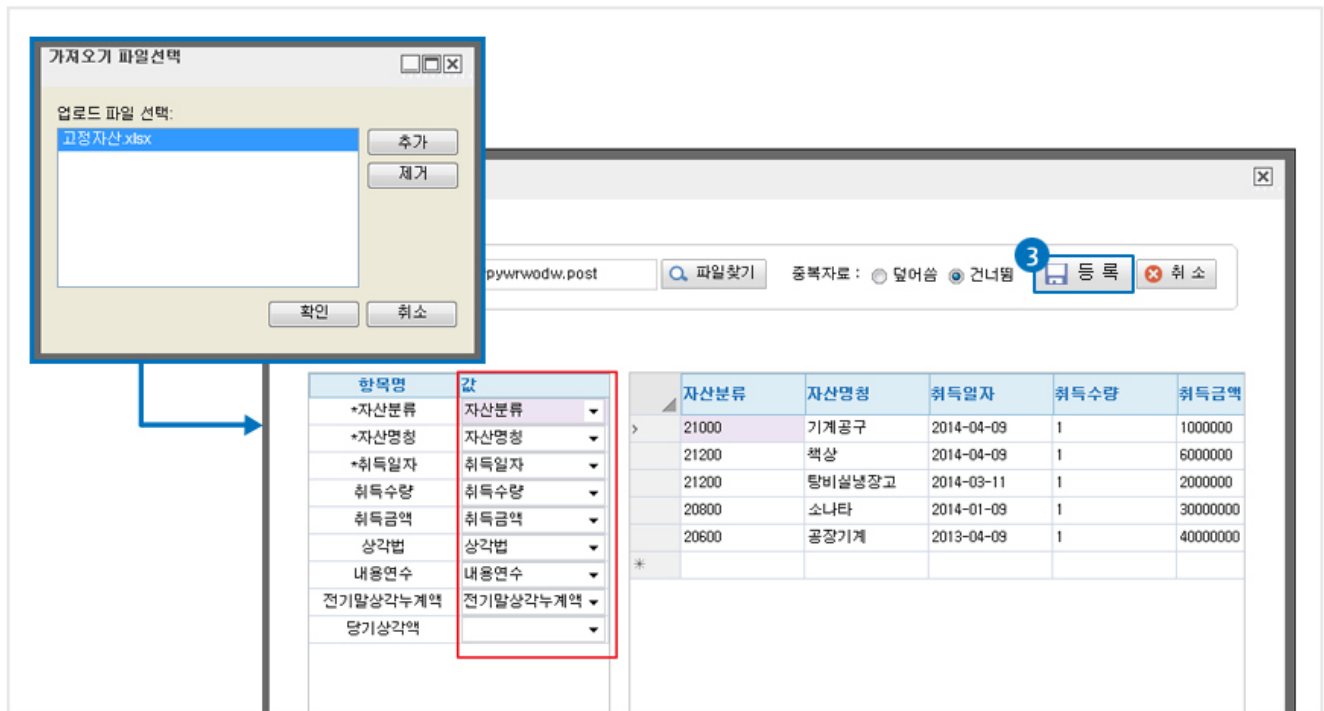 가져오기 파일선택
업로드 파일 선택:
고정자산.xlsx
추가
제거
확인 취소
pywrwodw.post 파일찾기 중복자료 : 덮어씀 건너뜀 3 등 록 취 소
항목명 값
*자산분류 자산분류
*자산명칭 자산명칭
*취득일자 취득일자
취득수량 취득수량
취득금액 취득금액
상각법 상각법
내용연수 내용연수
전기말상각누계액 전기말상각누계액
당기상각액
자산분류 자산명칭 취득일자 취득수량 취득금액
21000 기계공구 2014-04-09 1 1000000
21200 책상 2014-04-09 1 6000000
21200 탕비실냉장고 2014-03-11 1 2000000
20800 소나타 2014-01-09 1 30000000
20600 공장기계 2013-04-09 1 40000000